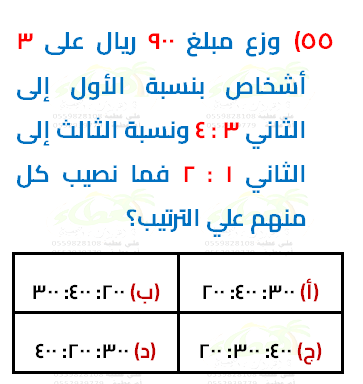 ٥٥) وزع مبلغ ٩٠٠ ريال على ٣
أشخاص بنسبة الأول إلى
الثاني ٣ : ٤ ونسبة الثالث إلى
الثاني ١ : ٢ فما نصيب كل
منهم علي الترتيب؟
(أ) ٣٠٠: ٤٠٠: ٢٠٠
(ب) ٢٠٠: ٤٠٠: ٣٠٠
(ج) ٤٠٠: ٣٠٠: ٢٠٠
(د) ٣٠٠: ٢٠٠: ٤٠٠